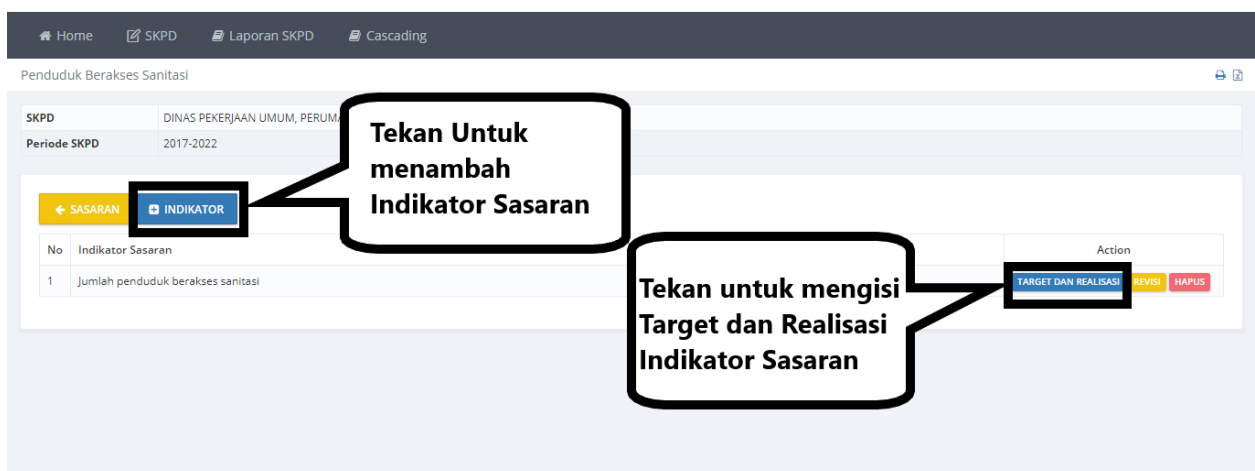 Home SKPD Laporan SKPD Cascading
Penduduk Berakses Sanitasi
SKPD DINAS PEKERJAAN UMUM,
Periode SKPD 2017-2022
Tekan Untuk
menambah
Indikator Sasaran
SASARAN INDIKATOR
No Indikator Sasaran Action
1 Jumlah penduduk berakses sanitasi TARGET DAN REALISASI REVISI HAPUS
Tekan untuk mengisi
Target dan Realisasi
Indikator Sasaran